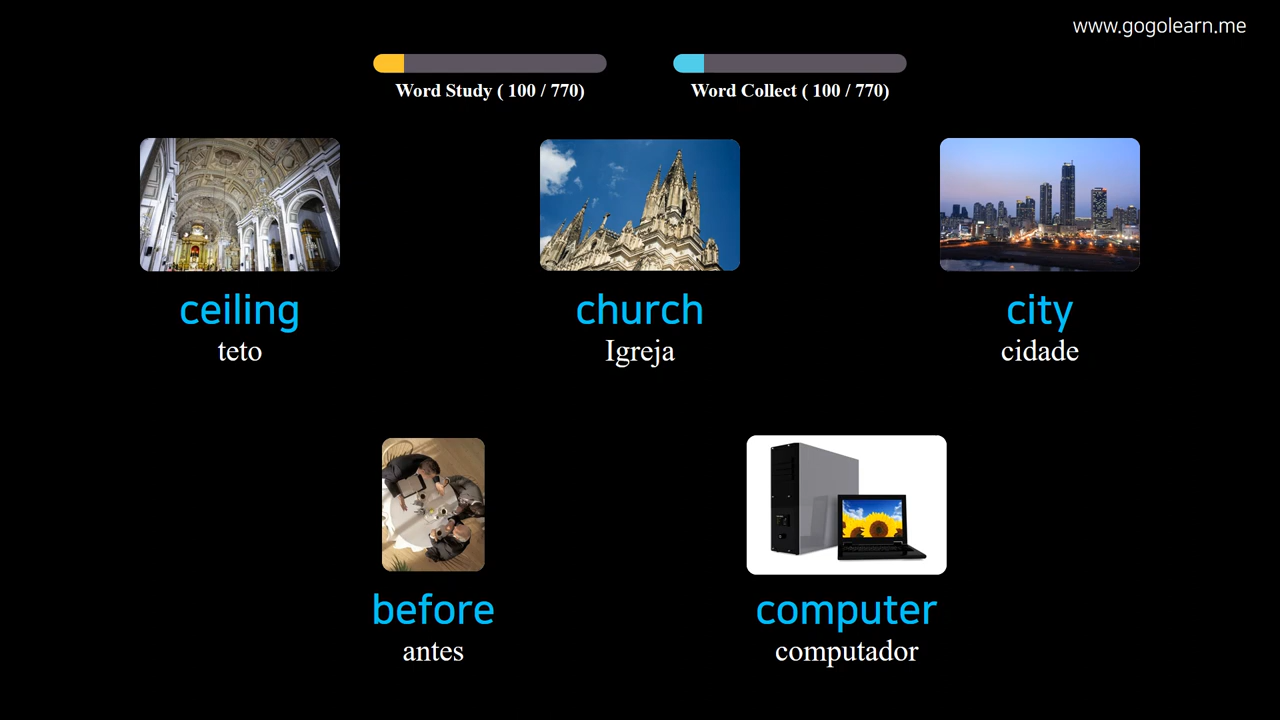 www.gogolearn.me
Word Study ( 100 / 770)
Word Collect ( 100 / 770)
ceiling
teto
church
Igreja
city
cidade
before
antes
computer
computador